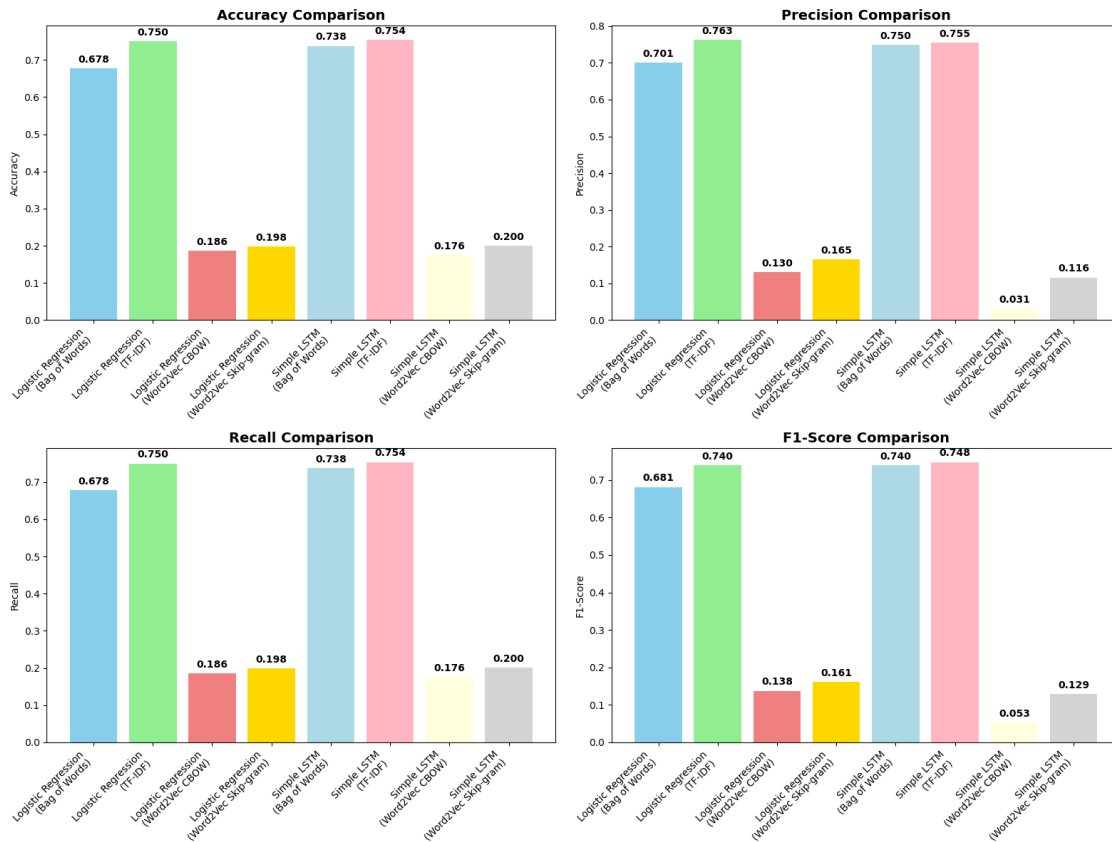 Accuracy Comparison
Accuracy
0.7
0.6
0.5
0.4
0.3
0.2
0.1
0.0
0.678
0.750
0.186
0.198
0.738
0.754
0.176
0.200
Logistic Regression
(Bag of Words)
Logistic Regression
(TF-IDF)
Logistic Regression
(Word2Vec CBOW)
Logistic Regression
(Word2Vec Skip-gram)
Simple LSTM
(Bag of Words)
Simple LSTM
(TF-IDF)
Simple LSTM
(Word2Vec CBOW)
Simple LSTM
(Word2Vec Skip-gram)
Precision Comparison
Precision
0.8
0.7
0.6
0.5
0.4
0.3
0.2
0.1
0.0
0.701
0.763
0.130
0.165
0.750
0.755
0.031
0.116
Logistic Regression
(Bag of Words)
Logistic Regression
(TF-IDF)
Logistic Regression
(Word2Vec CBOW)
Logistic Regression
(Word2Vec Skip-gram)
Simple LSTM
(Bag of Words)
Simple LSTM
(TF-IDF)
Simple LSTM
(Word2Vec CBOW)
Simple LSTM
(Word2Vec Skip-gram)
Recall Comparison
Recall
0.7
0.6
0.5
0.4
0.3
0.2
0.1
0.0
0.678
0.750
0.186
0.198
0.738
0.754
0.176
0.200
Logistic Regression
(Bag of Words)
Logistic Regression
(TF-IDF)
Logistic Regression
(Word2Vec CBOW)
Logistic Regression
(Word2Vec Skip-gram)
Simple LSTM
(Bag of Words)
Simple LSTM
(TF-IDF)
Simple LSTM
(Word2Vec CBOW)
Simple LSTM
(Word2Vec Skip-gram)
F1-Score Comparison
F1-Score
0.7
0.6
0.5
0.4
0.3
0.2
0.1
0.0
0.681
0.740
0.138
0.161
0.740
0.748
0.053
0.129
Logistic Regression
(Bag of Words)
Logistic Regression
(TF-IDF)
Logistic Regression
(Word2Vec CBOW)
Logistic Regression
(Word2Vec Skip-gram)
Simple LSTM
(Bag of Words)
Simple LSTM
(TF-IDF)
Simple LSTM
(Word2Vec CBOW)
Simple LSTM
(Word2Vec Skip-gram)